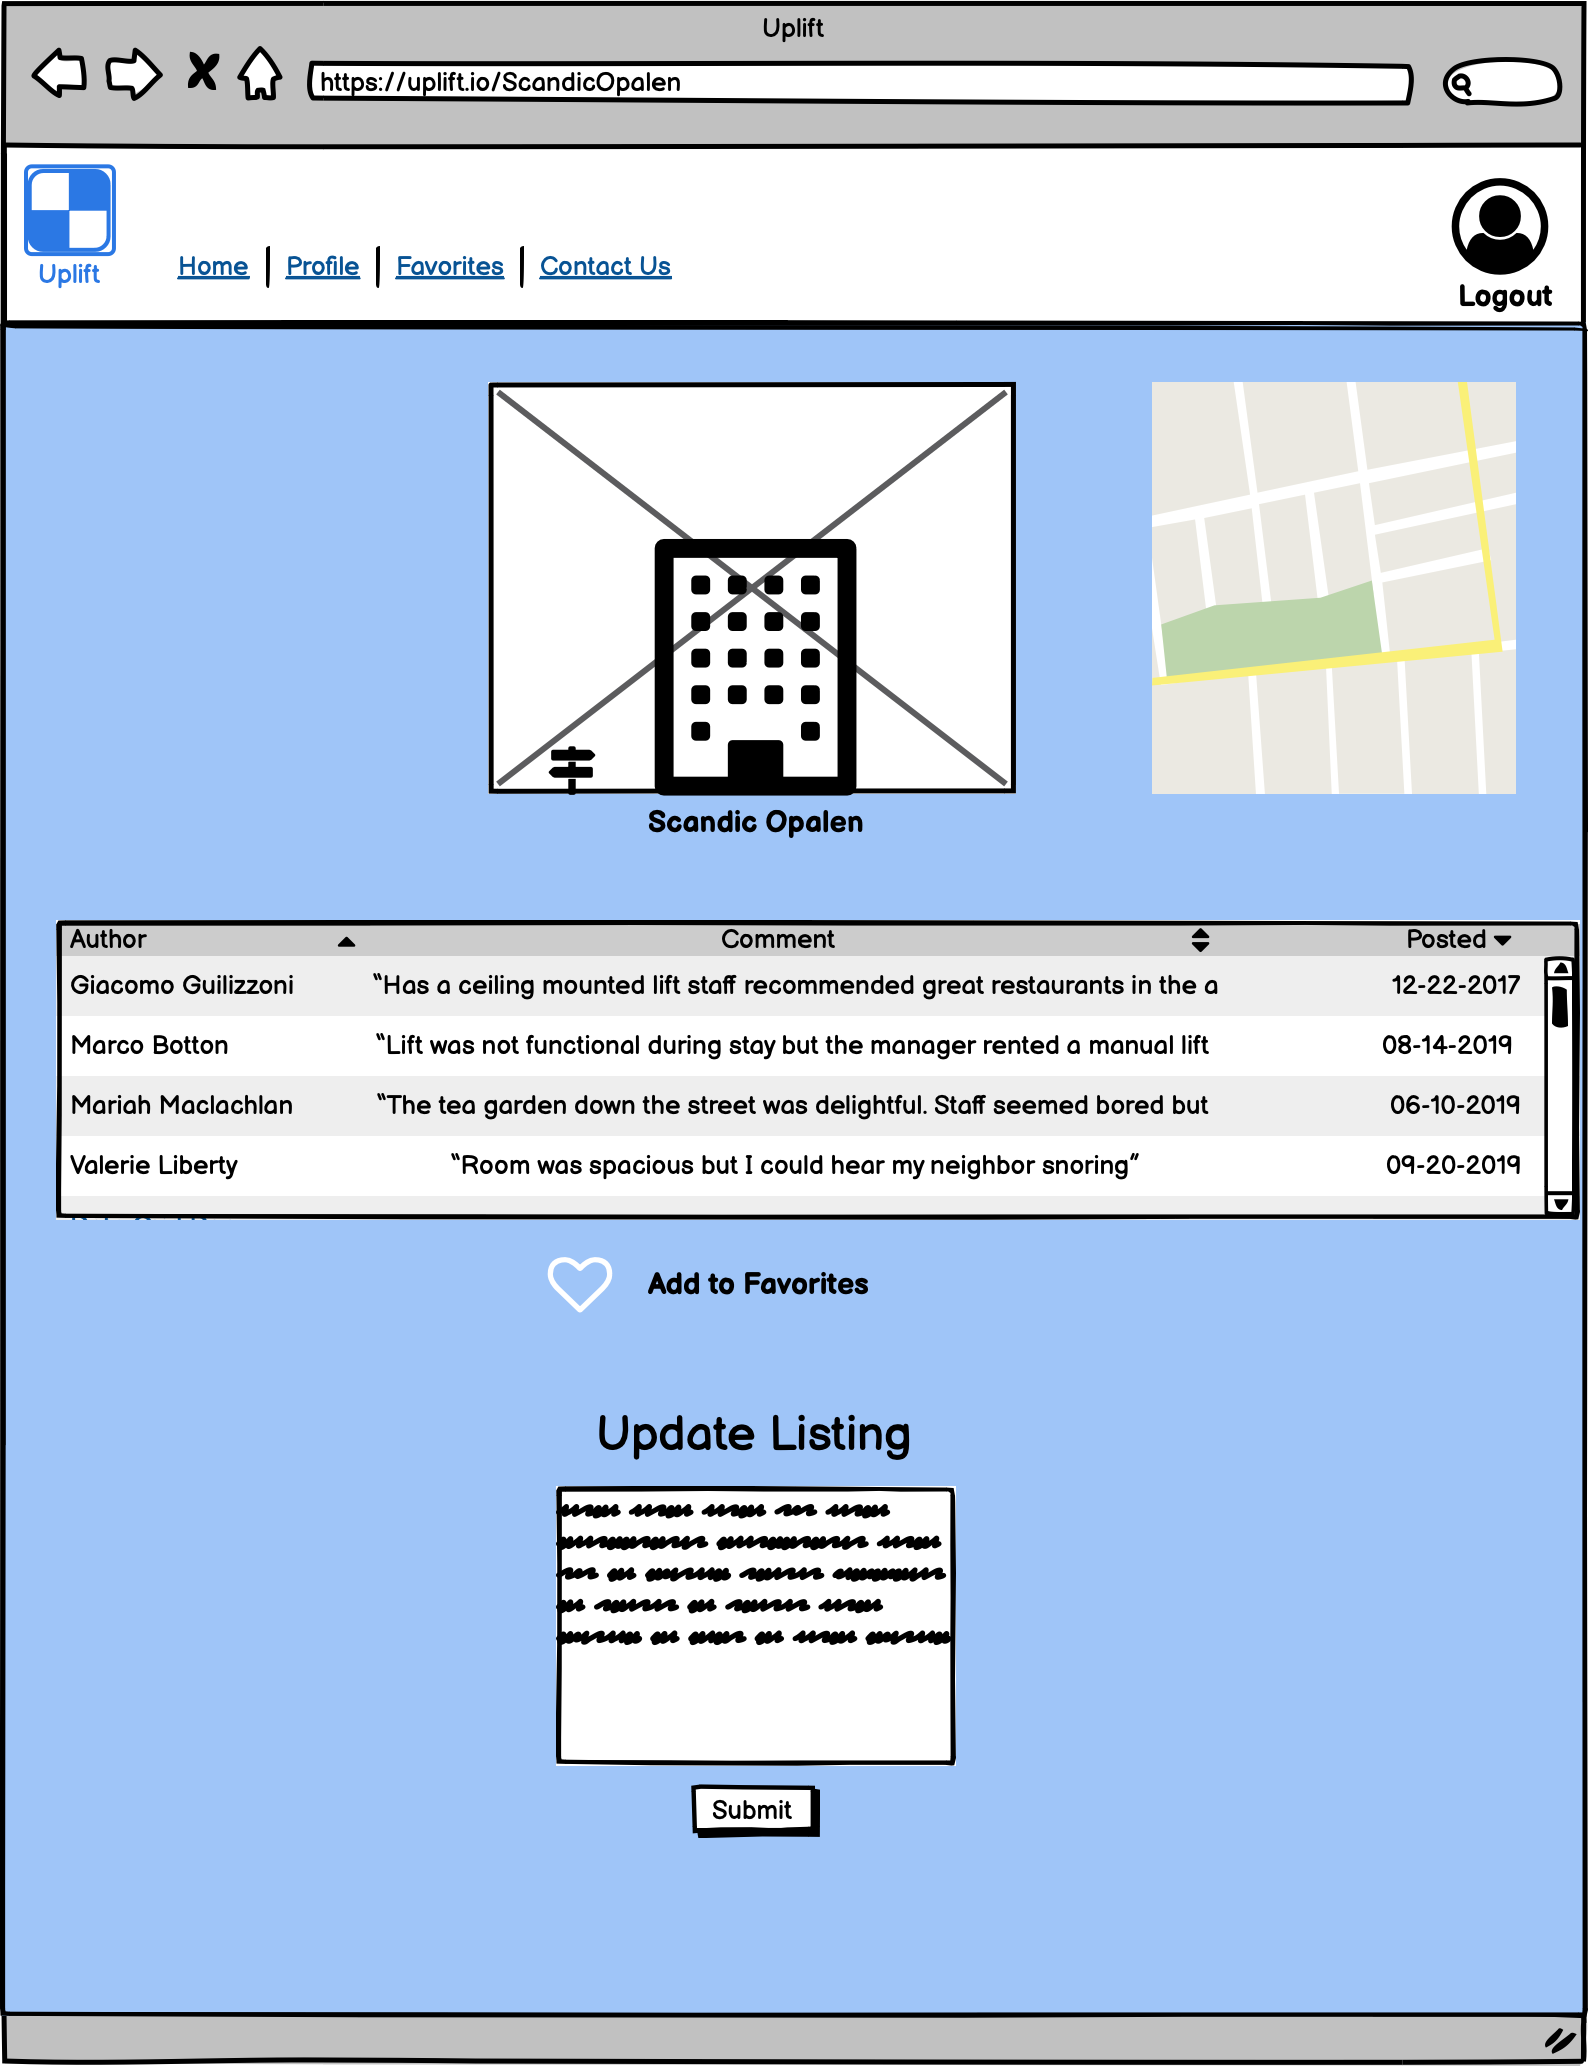 Uplift
https://uplift.io/ScandicOpalen
Uplift
Home Profile Favorites Contact Us
Logout
Scandic Opalen
Author Comment Posted
Giacomo Guilizzoni “Has a ceiling mounted lift staff recommended great restaurants in the a 12-22-2017
Marco Botton “Lift was not functional during stay but the manager rented a manual lift 08-14-2019
Mariah Maclachlan “The tea garden down the street was delightful. Staff seemed bored but 06-10-2019
Valerie Liberty “Room was spacious but I could hear my neighbor snoring” 09-20-2019
Add to Favorites
Update Listing
Submit